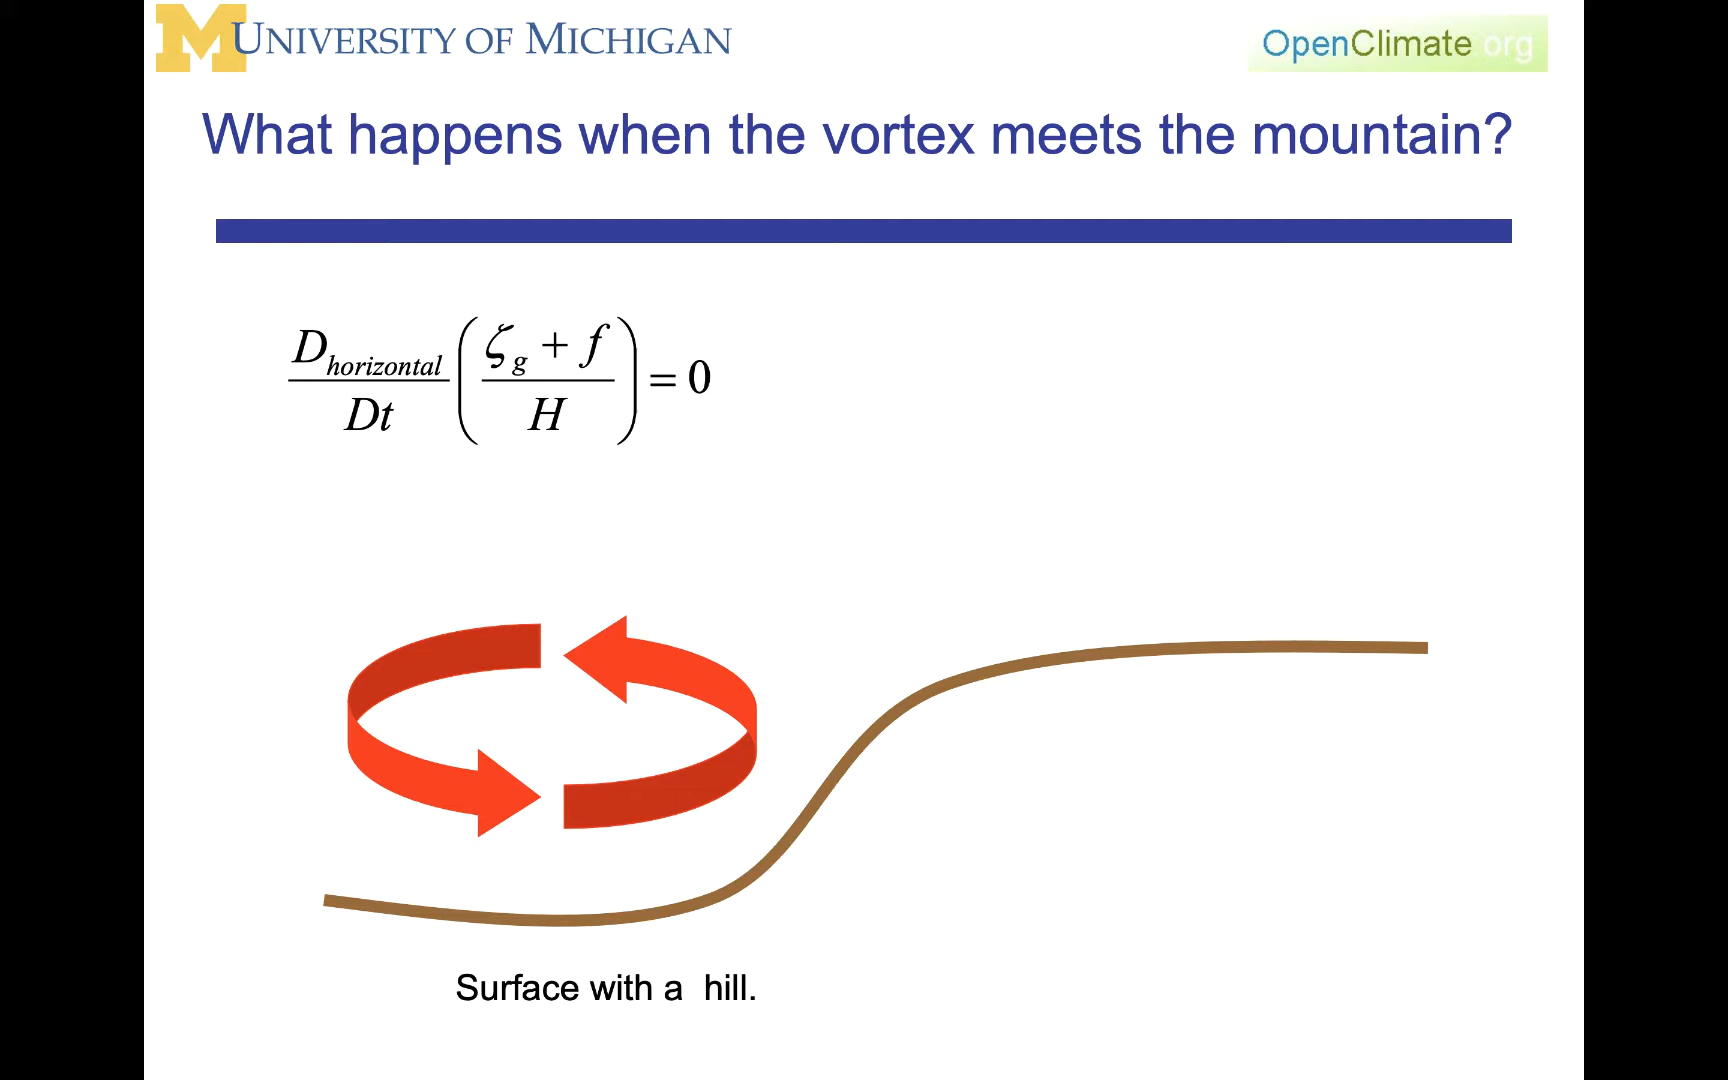 M UNIVERSITY OF MICHIGAN
OpenClimate.org
What happens when the vortex meets the mountain?
D_horizontal/Dt ((ζ_g + f)/H) = 0
Surface with a  hill.